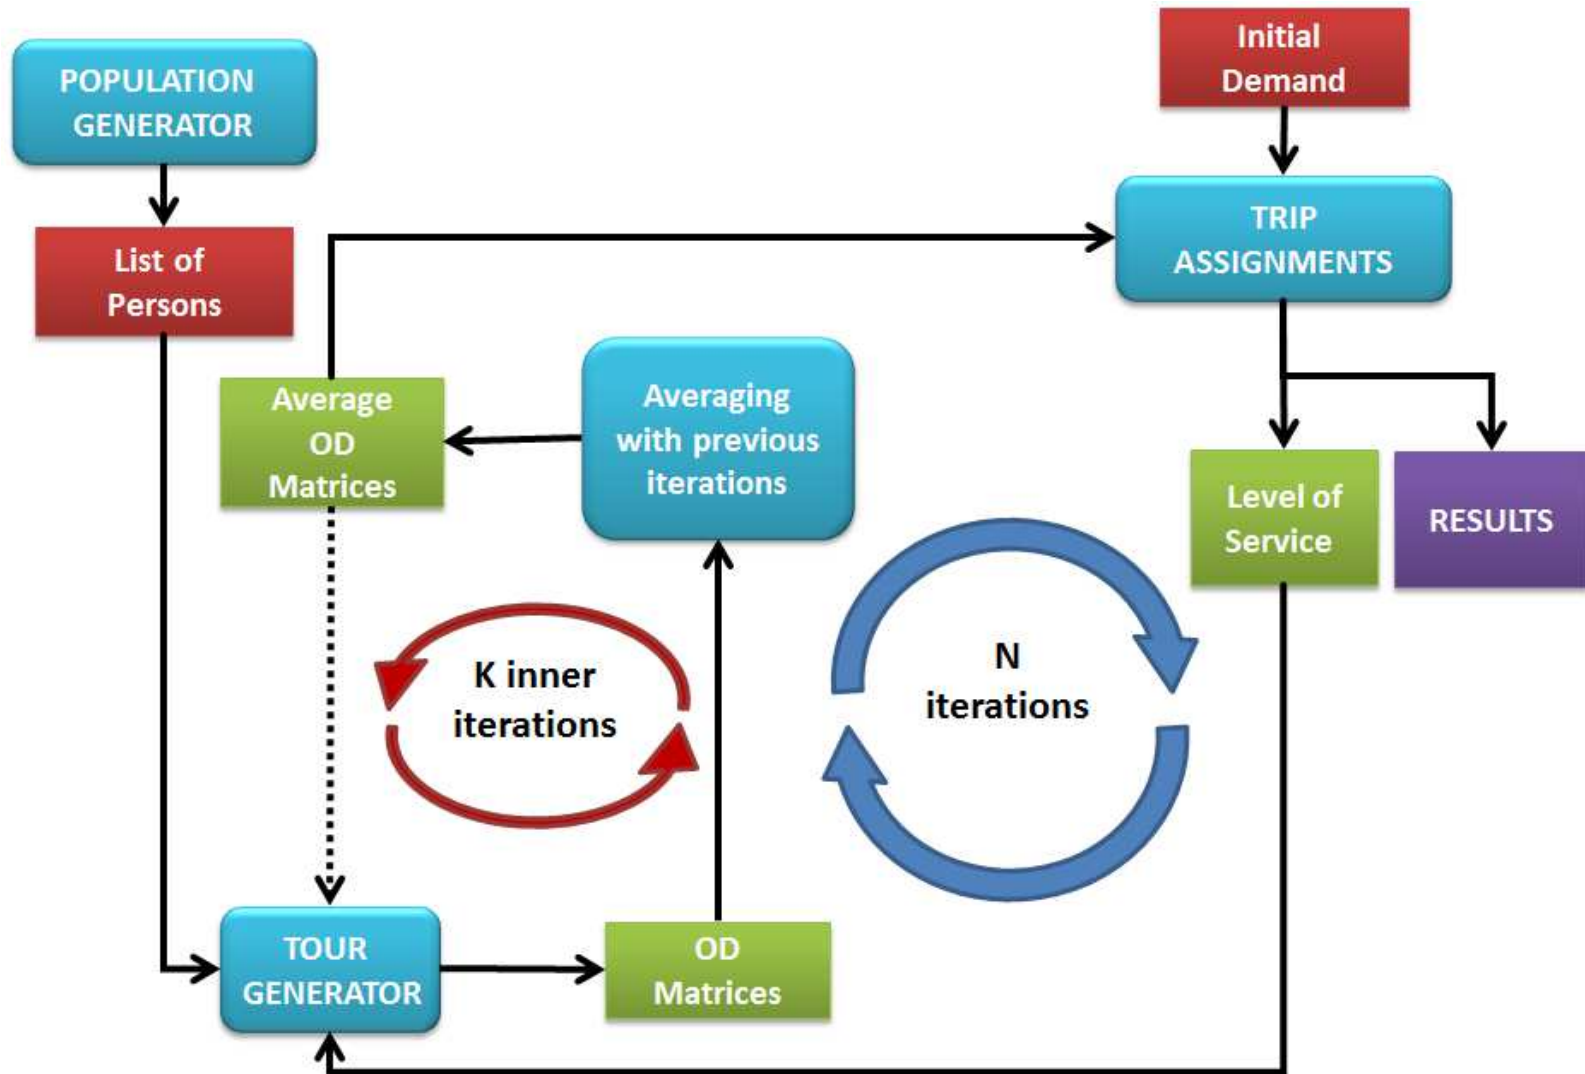 POPULATION
GENERATOR
Initial
Demand
List of
Persons
TRIP
ASSIGNMENTS
Average
OD
Matrices
Averaging
with previous
iterations
Level of
Service
RESULTS
K inner
iterations
N
iterations
TOUR
GENERATOR
OD
Matrices